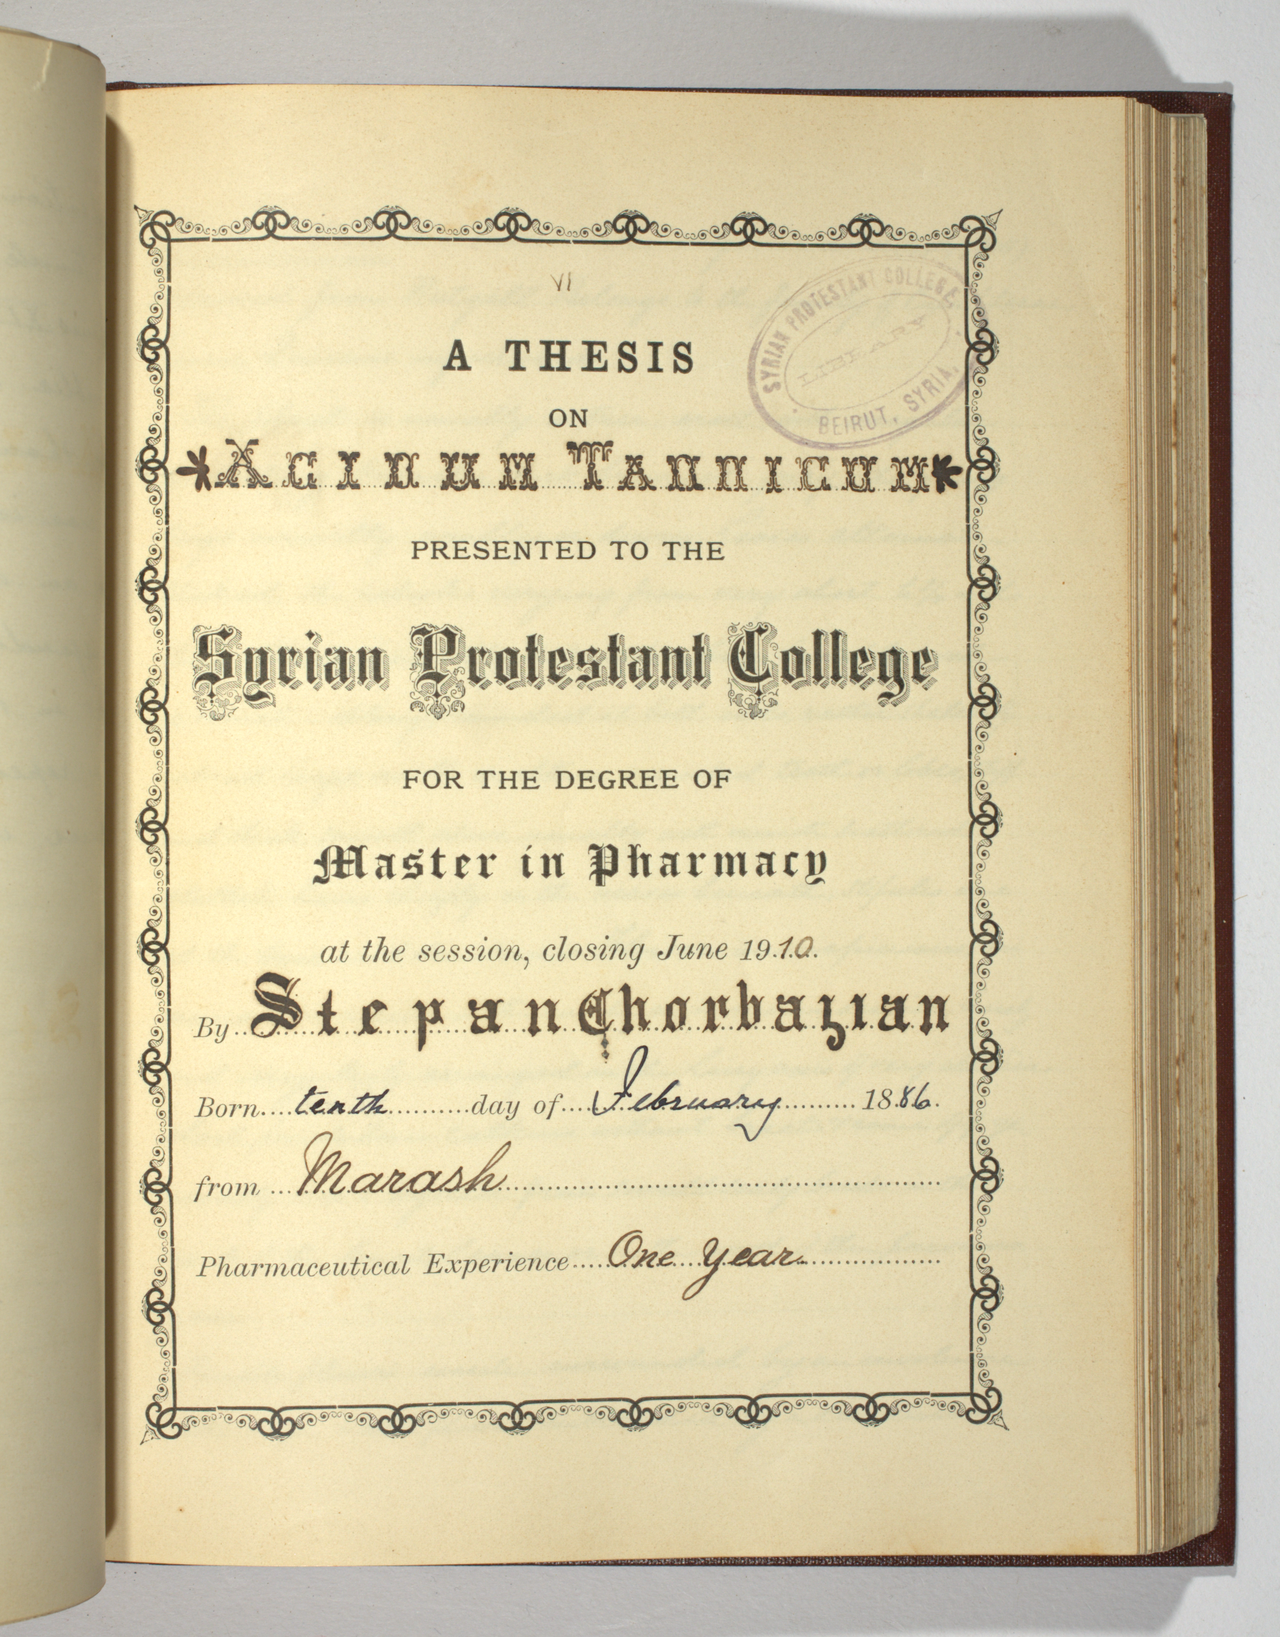 VI
SYRIAN PROTESTANT COLLEGE,
LIBRARY
BEIRUT, SYRIA.
A THESIS
ON
ACIDUM TANNICUM
PRESENTED TO THE
Syrian Protestant College
FOR THE DEGREE OF
Master in Pharmacy
at the session, closing June 1910.
By Stepan Chorbazian
Born tenth day of February 1886.
from Marash
Pharmaceutical Experience One year